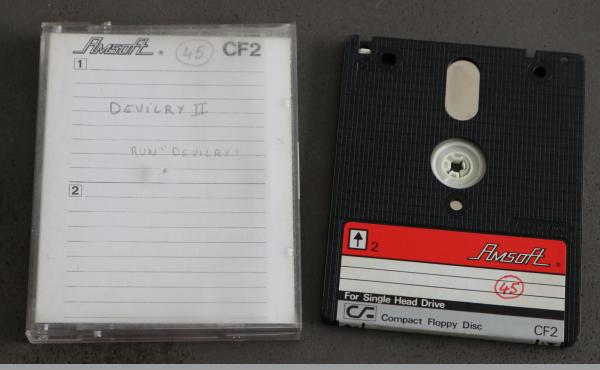 Amsoft ® 45 CF2
1
DEVILRY II
RUN"DEVILRY"
2
2
Amsoft ®
45
For Single Head Drive
CF Compact Floppy Disc
CF2